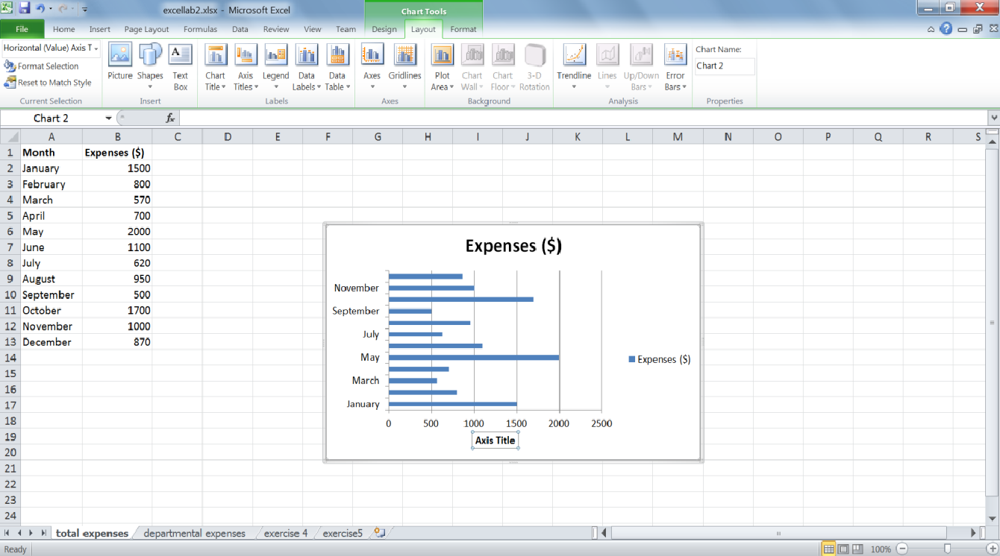 excellab2.xlsx - Microsoft Excel
Chart Tools
File Home Insert Page Layout Formulas Data Review View Team Design Layout Format
Horizontal (Value) Axis T
Format Selection
Reset to Match Style
Current Selection
Picture Shapes Text Box
Insert
Chart Title Axis Titles Legend Data Labels Data Table
Labels
Axes Gridlines
Axes
Plot Area Chart Wall Chart Floor 3-D Rotation
Background
Trendline Lines Up/Down Bars Error Bars
Analysis
Chart Name:
Chart 2
Properties
Chart 2 fx
A B C D E F G H I J K L M N O P Q R S
1 Month Expenses ($)
2 January 1500
3 February 800
4 March 570
5 April 700
6 May 2000
7 June 1100
8 July 620
9 August 950
10 September 500
11 October 1700
12 November 1000
13 December 870
14
15
16
17
18
19
20
21
22
23
24
Expenses ($)
November
September
July
May
March
January
0 500 1000 1500 2000 2500
Axis Title
Expenses ($)
total expenses departmental expenses exercise 4 exercise5
Ready 100%